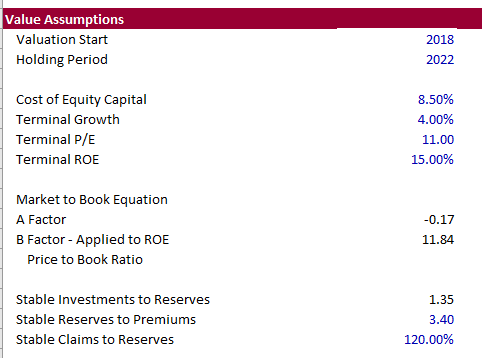 Value Assumptions
Valuation Start 2018
Holding Period 2022
Cost of Equity Capital 8.50%
Terminal Growth 4.00%
Terminal P/E 11.00
Terminal ROE 15.00%
Market to Book Equation
A Factor -0.17
B Factor - Applied to ROE 11.84
Price to Book Ratio
Stable Investments to Reserves 1.35
Stable Reserves to Premiums 3.40
Stable Claims to Reserves 120.00%